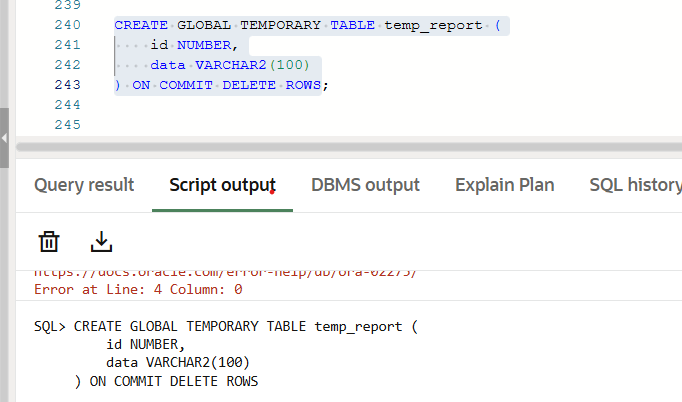 239
240 CREATE GLOBAL TEMPORARY TABLE temp_report (
241 id NUMBER,
242 data VARCHAR2(100)
243 ) ON COMMIT DELETE ROWS;
244
245
Query result Script output DBMS output Explain Plan SQL history
https://docs.oracle.com/error-help/db/ora-02275/
Error at Line: 4 Column: 0
SQL> CREATE GLOBAL TEMPORARY TABLE temp_report (
id NUMBER,
data VARCHAR2(100)
) ON COMMIT DELETE ROWS